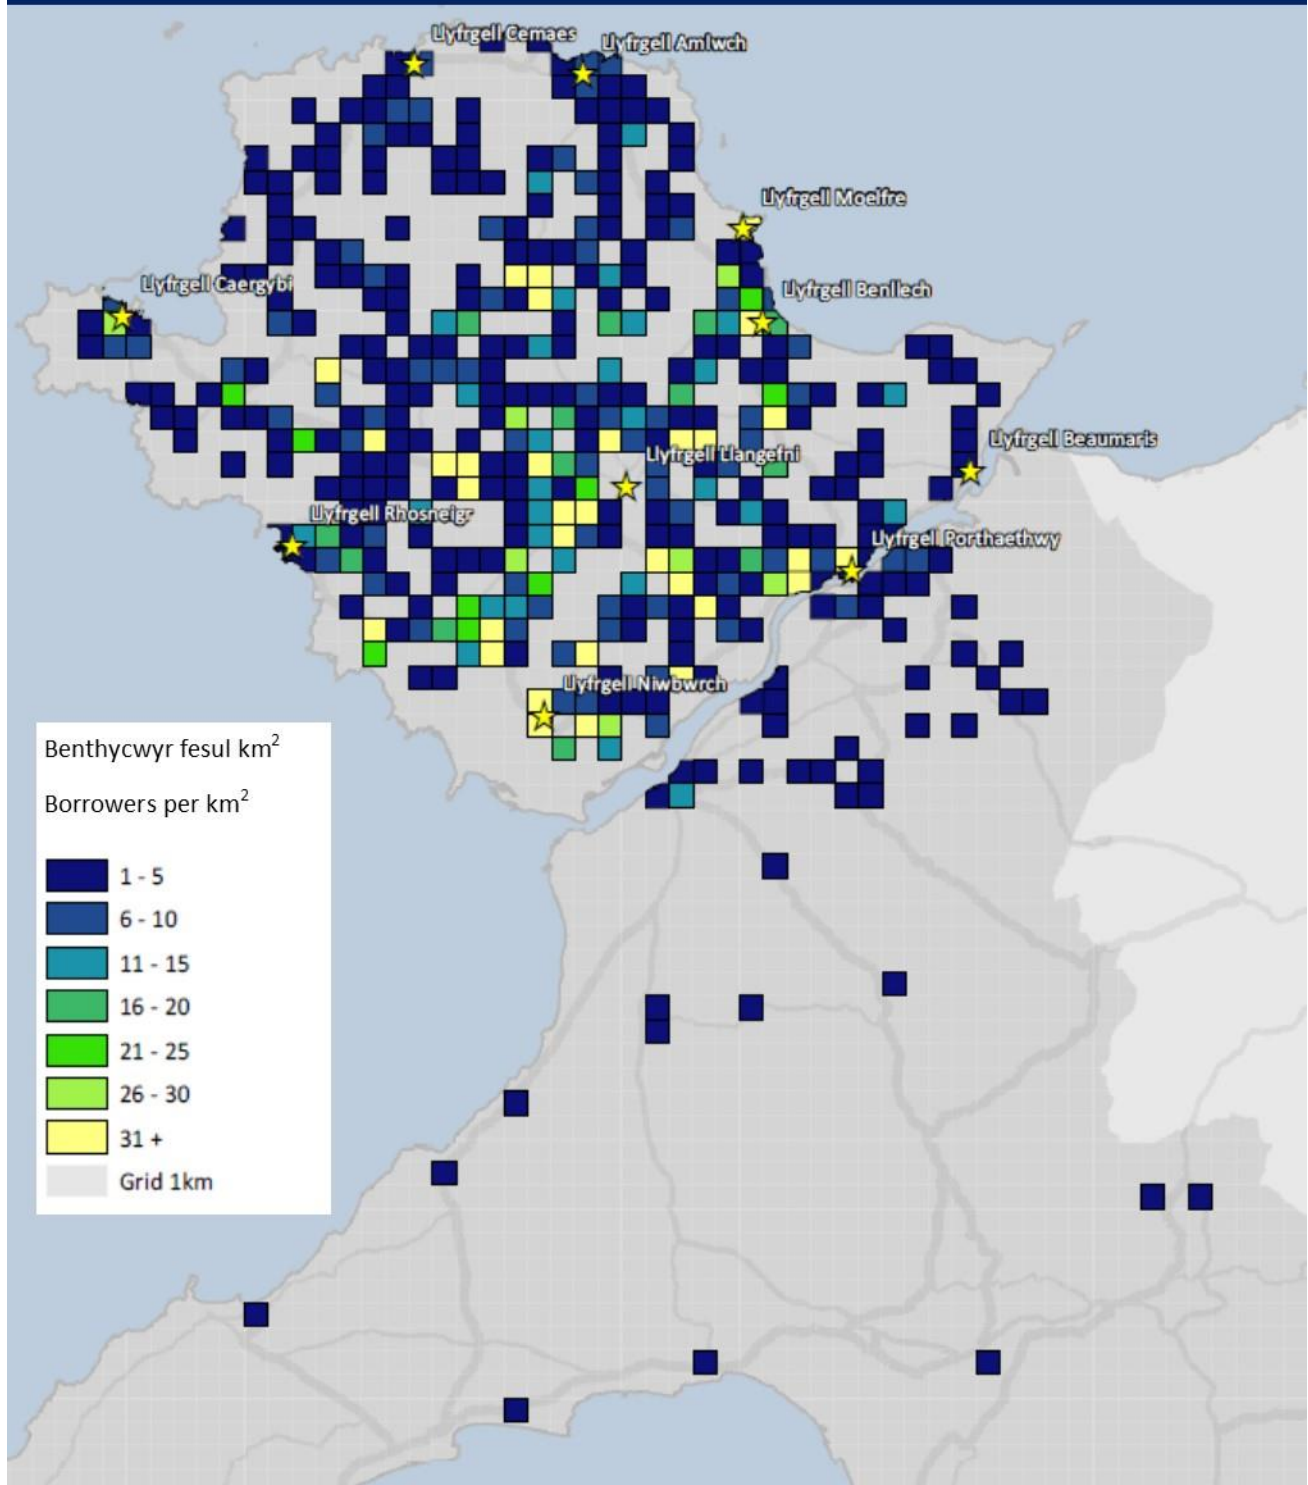 Llyfrgell Cemaes
Llyfrgell Amlwch
Llyfrgell Moelfre
Llyfrgell Caergybi
Llyfrgell Benllech
Llyfrgell Beaumaris
Llyfrgell Llangefni
Llyfrgell Rhosneigr
Llyfrgell Porthaethwy
Llyfrgell Niwbwrch
Benthycwyr fesul km²
Borrowers per km²
1 - 5
6 - 10
11 - 15
16 - 20
21 - 25
26 - 30
31 +
Grid 1km